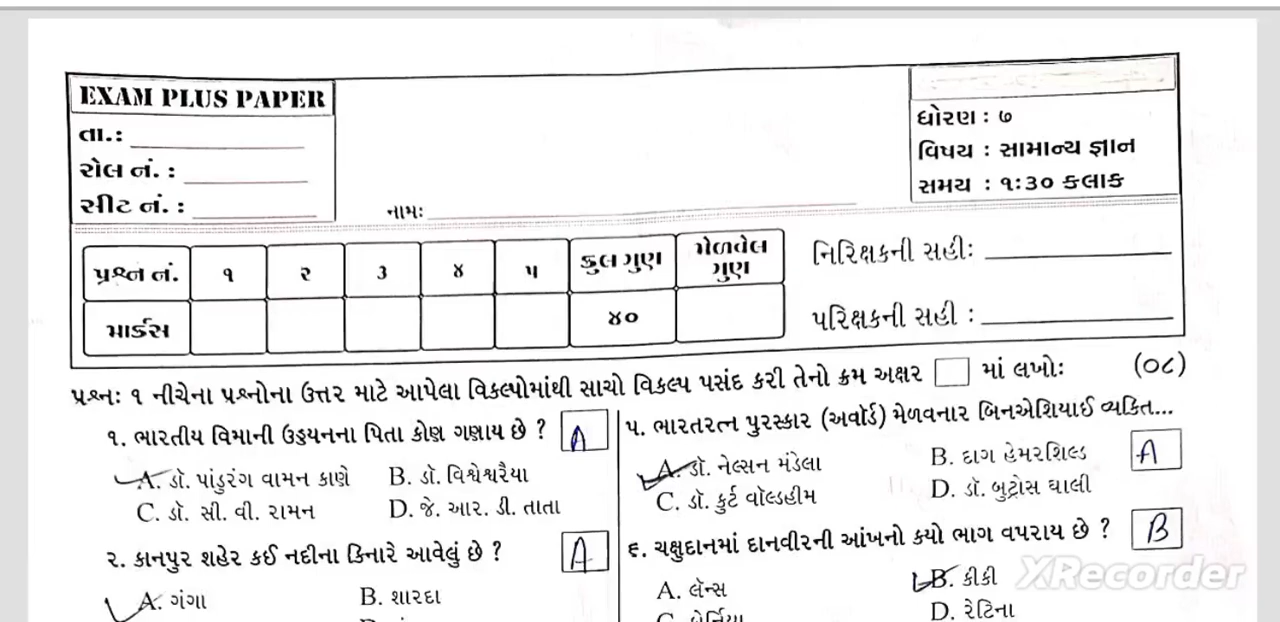 EXAM PLUS PAPER
તા.:
રોલ નં. :
સીટ નં. :
નામ:
ધોરણ : ૭
વિષય : સામાન્ય જ્ઞાન
સમય : ૧:૩૦ કલાક
પ્રશ્ન નં. ૧ ૨ ૩ ૪ ૫ કુલ ગુણ મેળવેલ ગુણ
માર્કસ ૪૦
નિરિક્ષકની સહી:
પરિક્ષકની સહી :
પ્રશ્ન: ૧ નીચેના પ્રશ્નોના ઉત્તર માટે આપેલા વિકલ્પોમાંથી સાચો વિકલ્પ પસંદ કરી તેનો ક્રમ અક્ષર માં લખો: (૦૮)
૧. ભારતીય વિમાની ઉડ્ડયનના પિતા કોણ ગણાય છે ? A
A. ડૉ. પાંડુરંગ વામન કાણે B. ડૉ. વિશ્વેશ્વરૈયા
C. ડૉ. સી. વી. રામન D. જે. આર. ડી. તાતા
૨. કાનપુર શહેર કઈ નદીના કિનારે આવેલું છે ? A
A. ગંગા B. શારદા
૫. ભારતરત્ન પુરસ્કાર (અવૉર્ડ) મેળવનાર બિનએશિયાઈ વ્યકિત...
A. ડૉ. નેલ્સન મંડેલા B. દાગ હેમરશિલ્ડ A
C. ડૉ. કુર્ટ વૉલ્ડહીમ D. ડૉ. બુટ્રોસ ઘાલી
૬. ચક્ષુદાનમાં દાનવીરની આંખનો કયો ભાગ વપરાય છે ? B
A. લૅન્સ B. કીકી
D. રેટિના
XRecorder